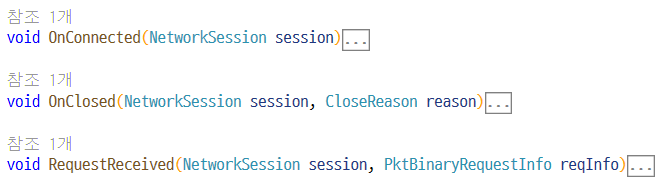 참조 1개
void OnConnected(NetworkSession session)...
참조 1개
void OnClosed(NetworkSession session, CloseReason reason)...
참조 1개
void RequestReceived(NetworkSession session, PktBinaryRequestInfo reqInfo)...